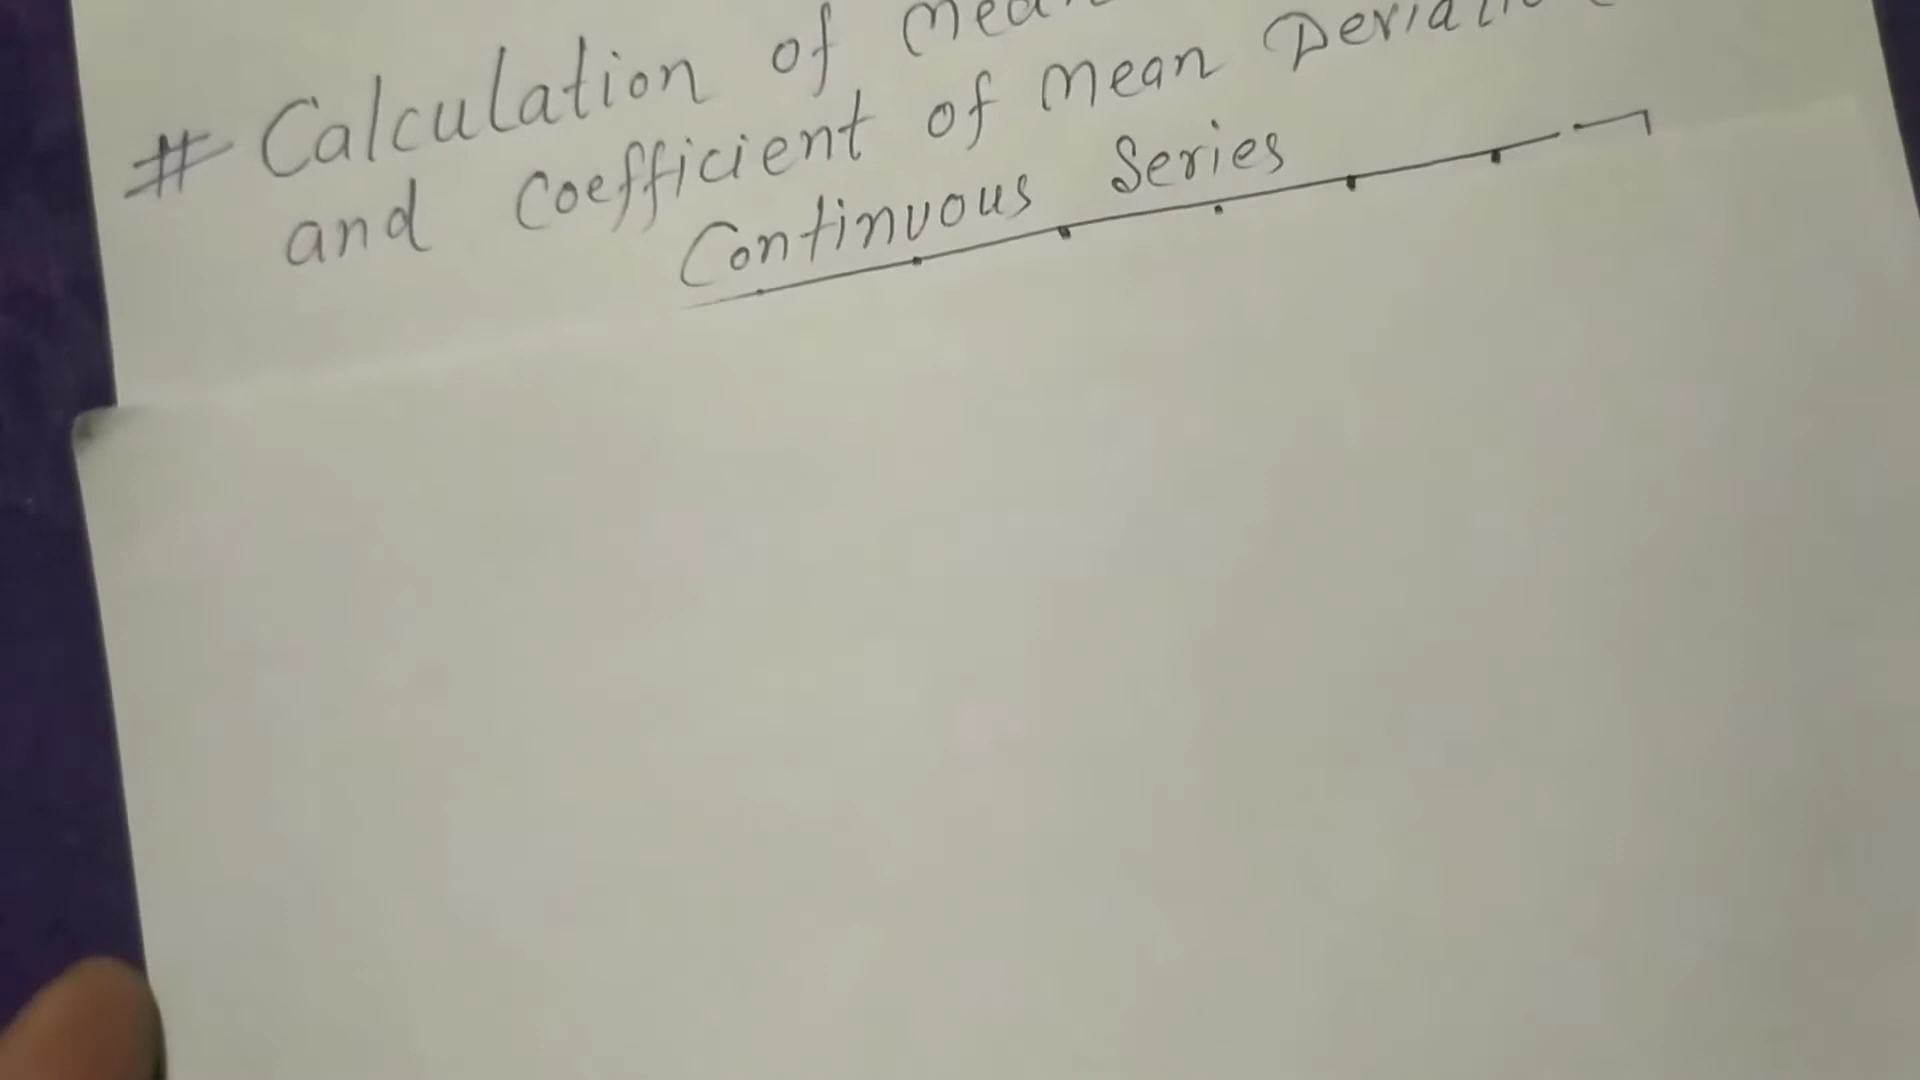 # Calculation of
and Coefficient of Mean
Continuous Series